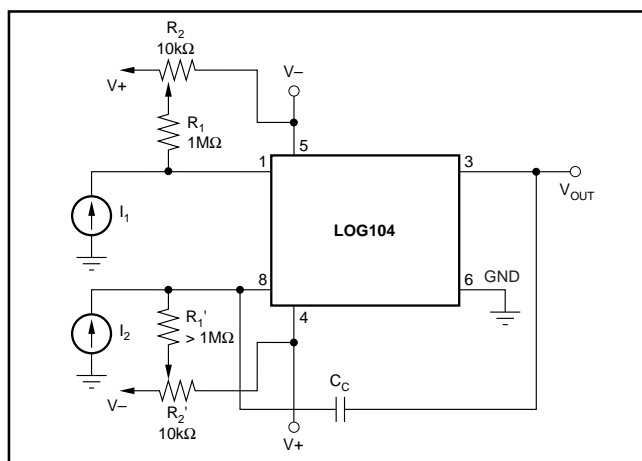 R2
10kΩ
V+
V–
R1
1MΩ
5
1
3
I1
VOUT
LOG104
8
6
GND
4
I2
R1'
> 1MΩ
V–
R2'
10kΩ
CC
V+